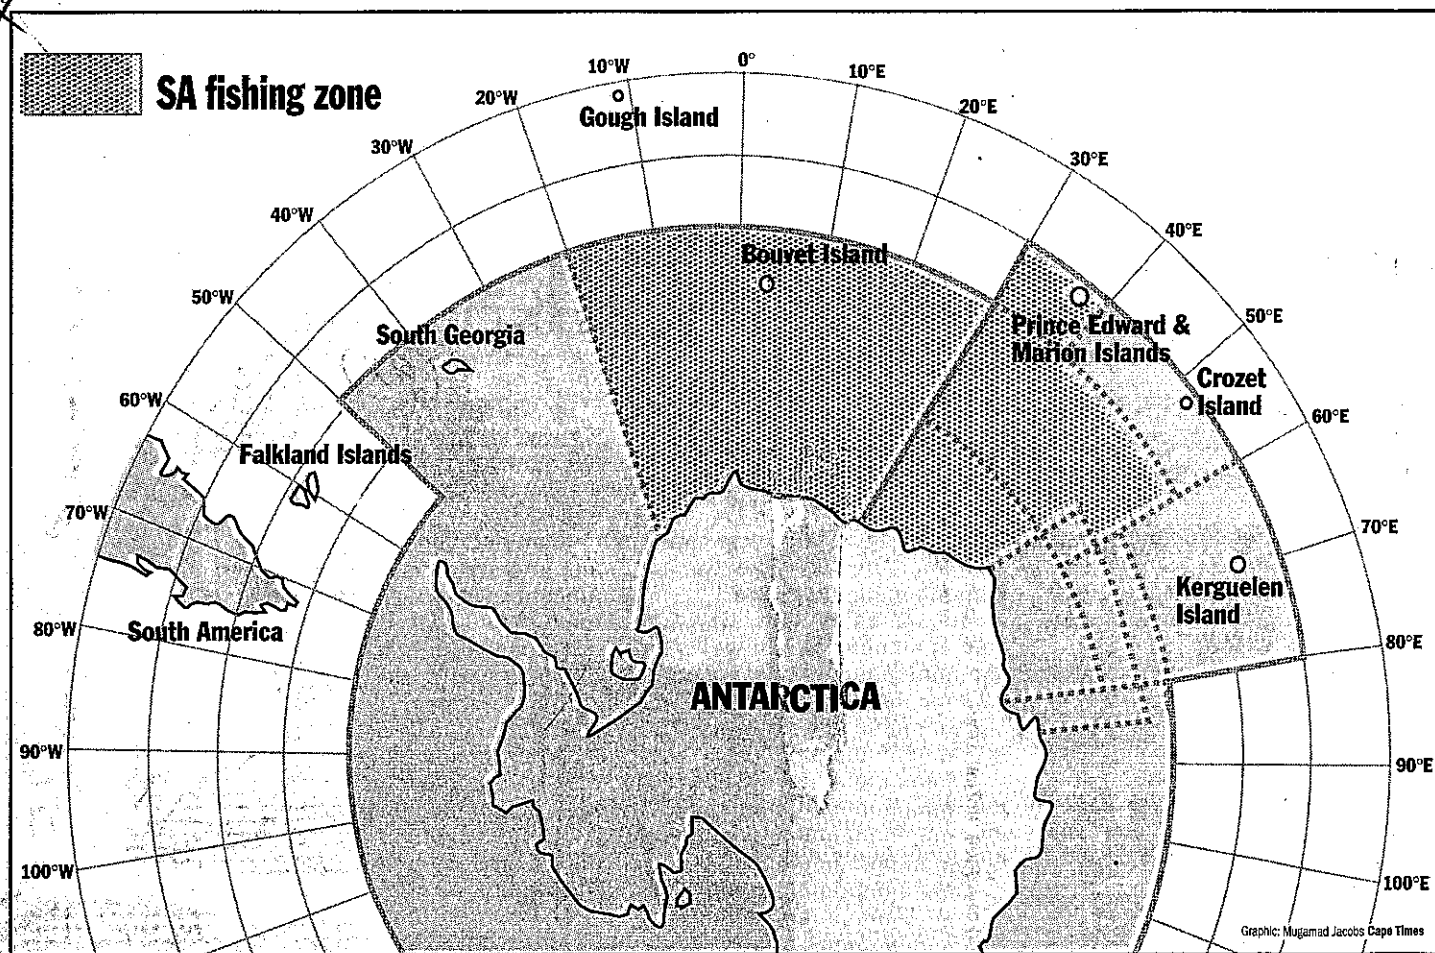 SA fishing zone
10°W
0°
10°E
20°W
20°E
Gough Island
30°W
30°E
40°W
40°E
Bouvet Island
50°W
50°E
South Georgia
Prince Edward &
Marion Islands
60°W
Crozet
Island
60°E
Falkland Islands
70°W
70°E
Kerguelen
Island
80°W
South America
80°E
ANTARCTICA
90°W
90°E
100°W
100°E
Graphic: Mugamad Jacobs Cape Times